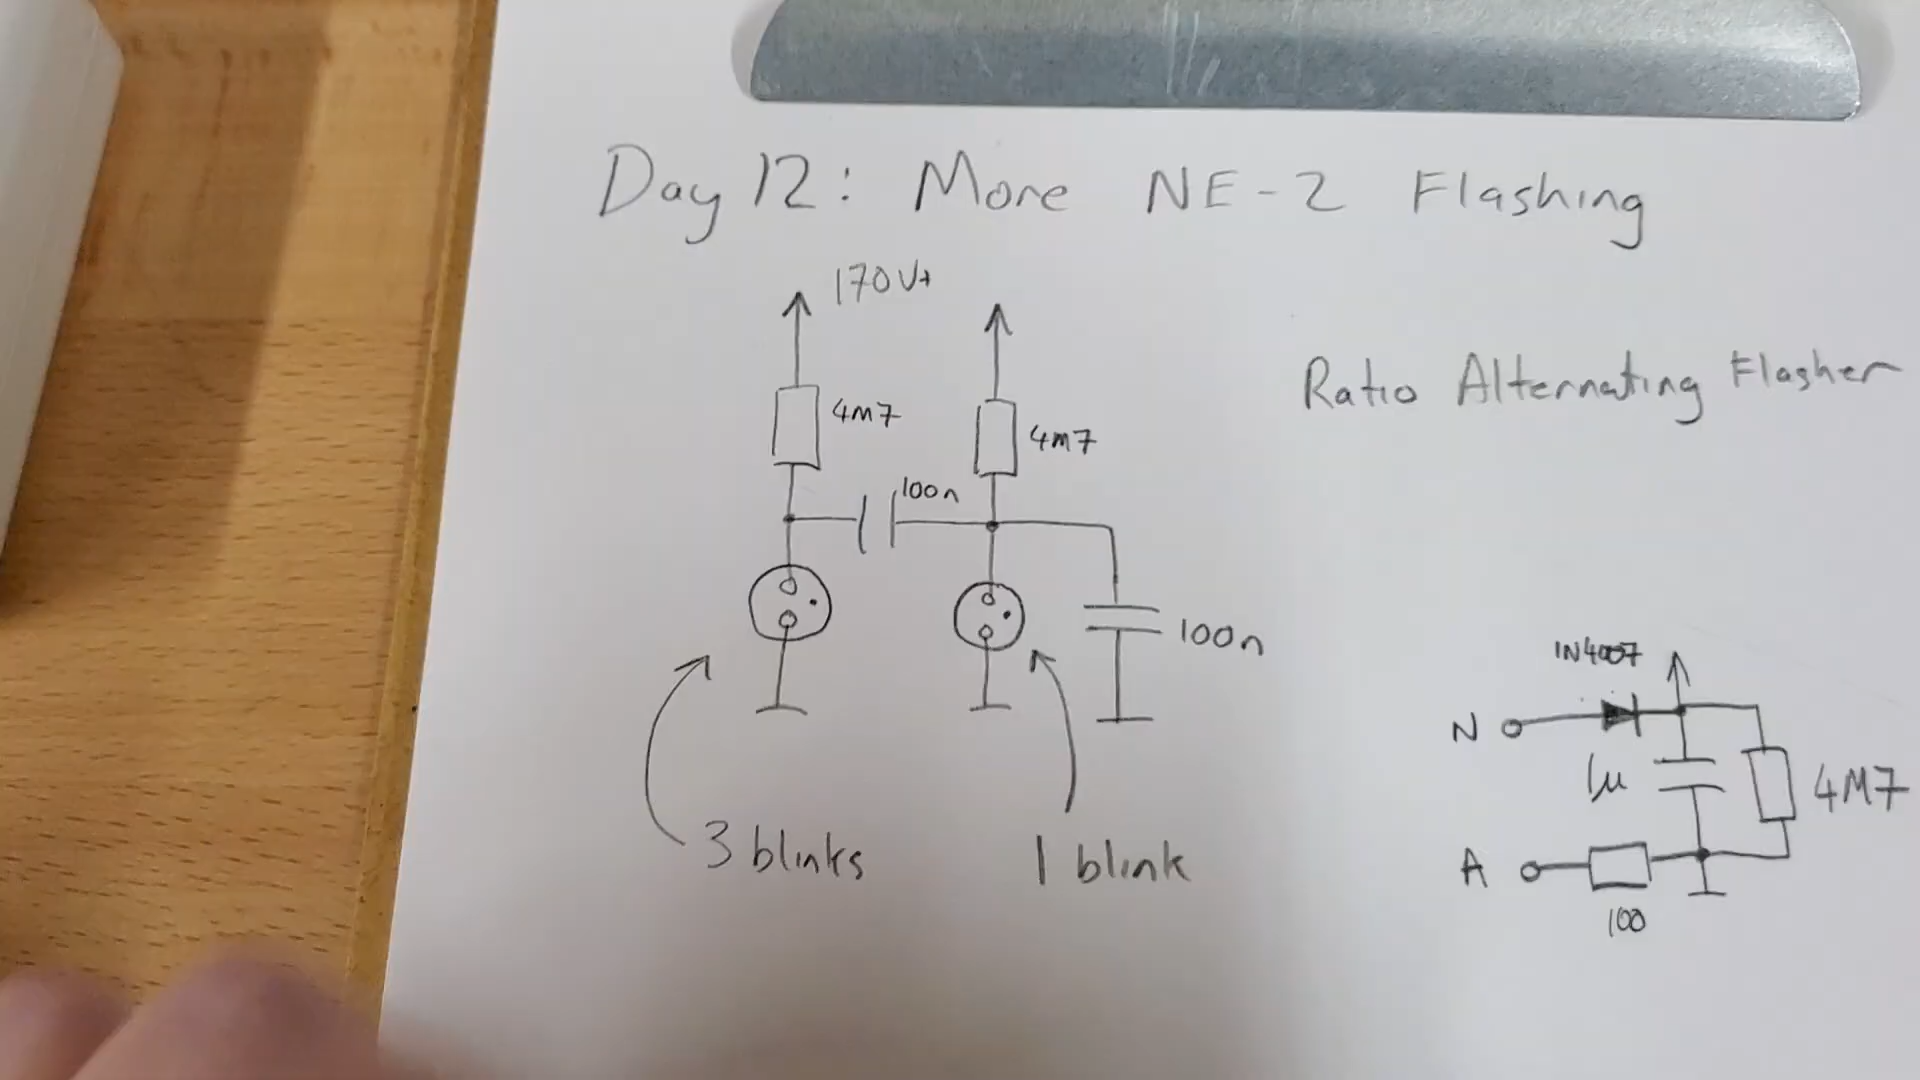 Day 12: More NE-2 Flashing
170V+
Ratio Alternating Flasher
4M7
4M7
100n
100n
1N4007
N
1µ
4M7
3 blinks
1 blink
A
100